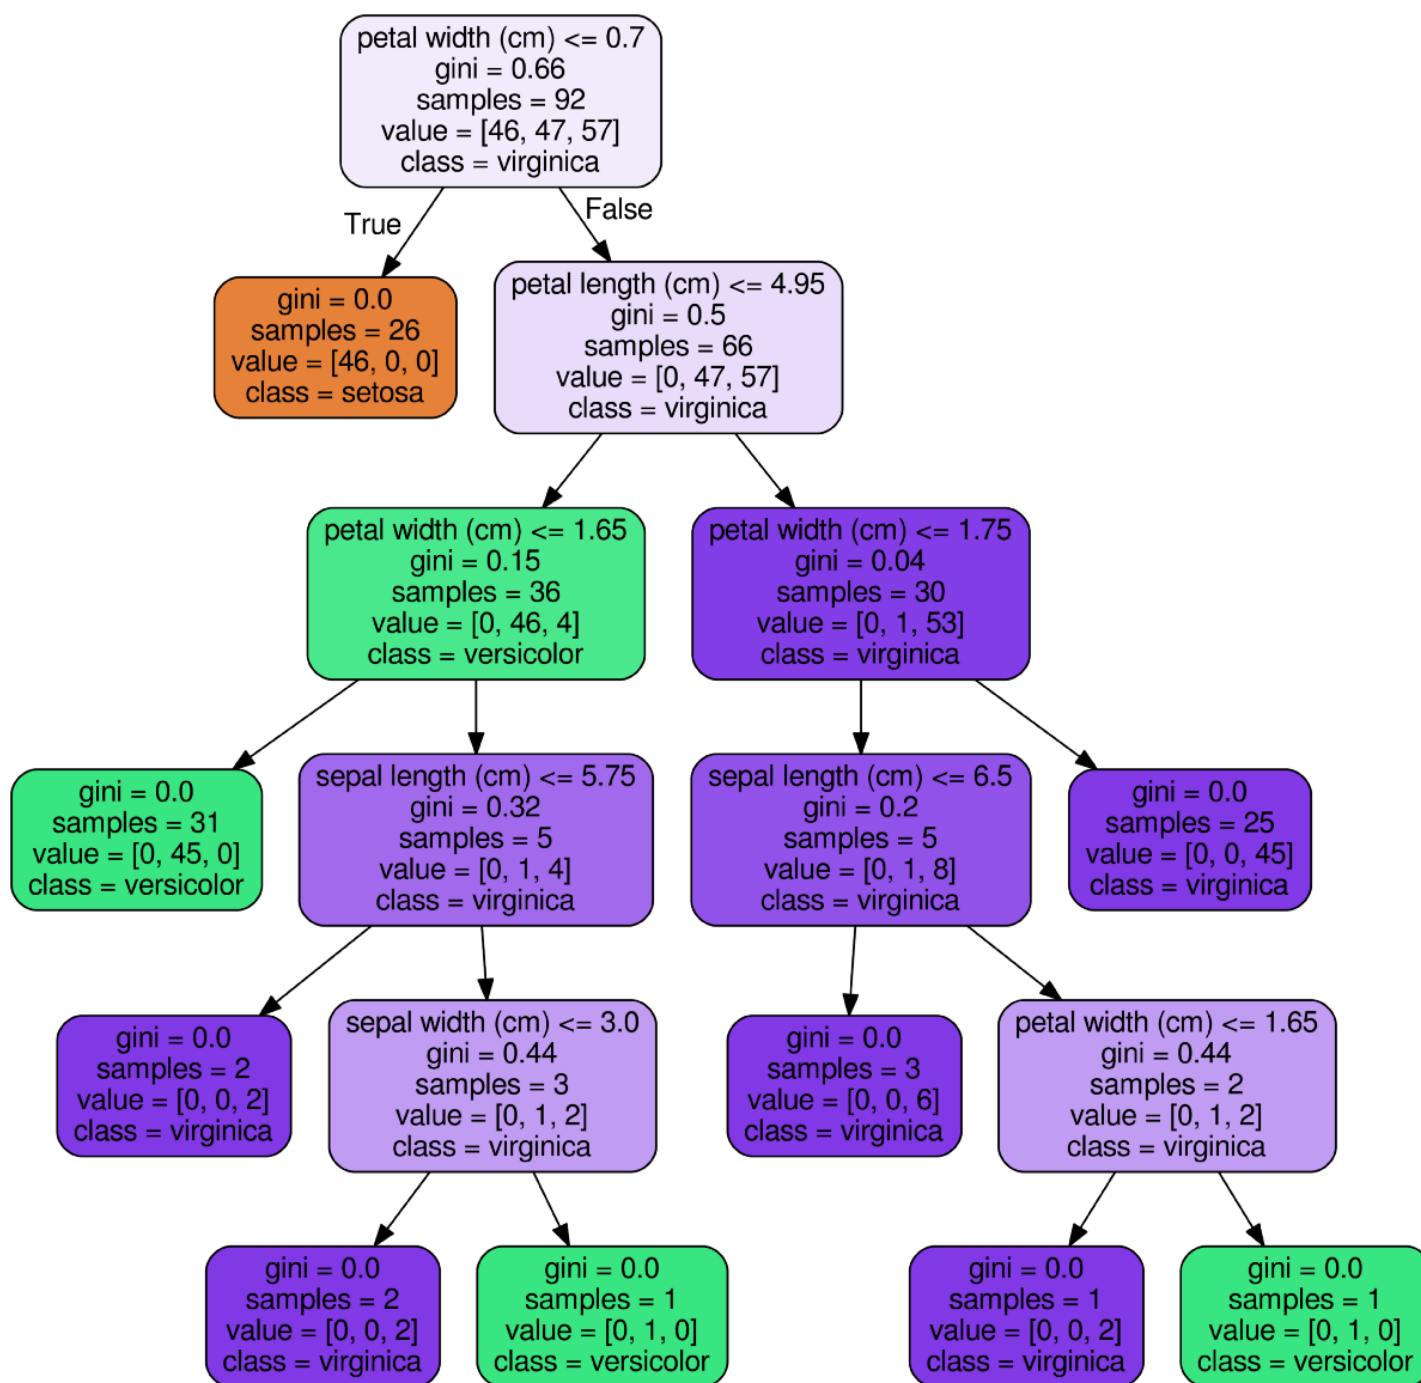 petal width (cm) <= 0.7
gini = 0.66
samples = 92
value = [46, 47, 57]
class = virginica
True
False
gini = 0.0
samples = 26
value = [46, 0, 0]
class = setosa
petal length (cm) <= 4.95
gini = 0.5
samples = 66
value = [0, 47, 57]
class = virginica
petal width (cm) <= 1.65
gini = 0.15
samples = 36
value = [0, 46, 4]
class = versicolor
petal width (cm) <= 1.75
gini = 0.04
samples = 30
value = [0, 1, 53]
class = virginica
gini = 0.0
samples = 31
value = [0, 45, 0]
class = versicolor
sepal length (cm) <= 5.75
gini = 0.32
samples = 5
value = [0, 1, 4]
class = virginica
sepal length (cm) <= 6.5
gini = 0.2
samples = 5
value = [0, 1, 8]
class = virginica
gini = 0.0
samples = 25
value = [0, 0, 45]
class = virginica
gini = 0.0
samples = 2
value = [0, 0, 2]
class = virginica
sepal width (cm) <= 3.0
gini = 0.44
samples = 3
value = [0, 1, 2]
class = virginica
gini = 0.0
samples = 3
value = [0, 0, 6]
class = virginica
petal width (cm) <= 1.65
gini = 0.44
samples = 2
value = [0, 1, 2]
class = virginica
gini = 0.0
samples = 2
value = [0, 0, 2]
class = virginica
gini = 0.0
samples = 1
value = [0, 1, 0]
class = versicolor
gini = 0.0
samples = 1
value = [0, 0, 2]
class = virginica
gini = 0.0
samples = 1
value = [0, 1, 0]
class = versicolor